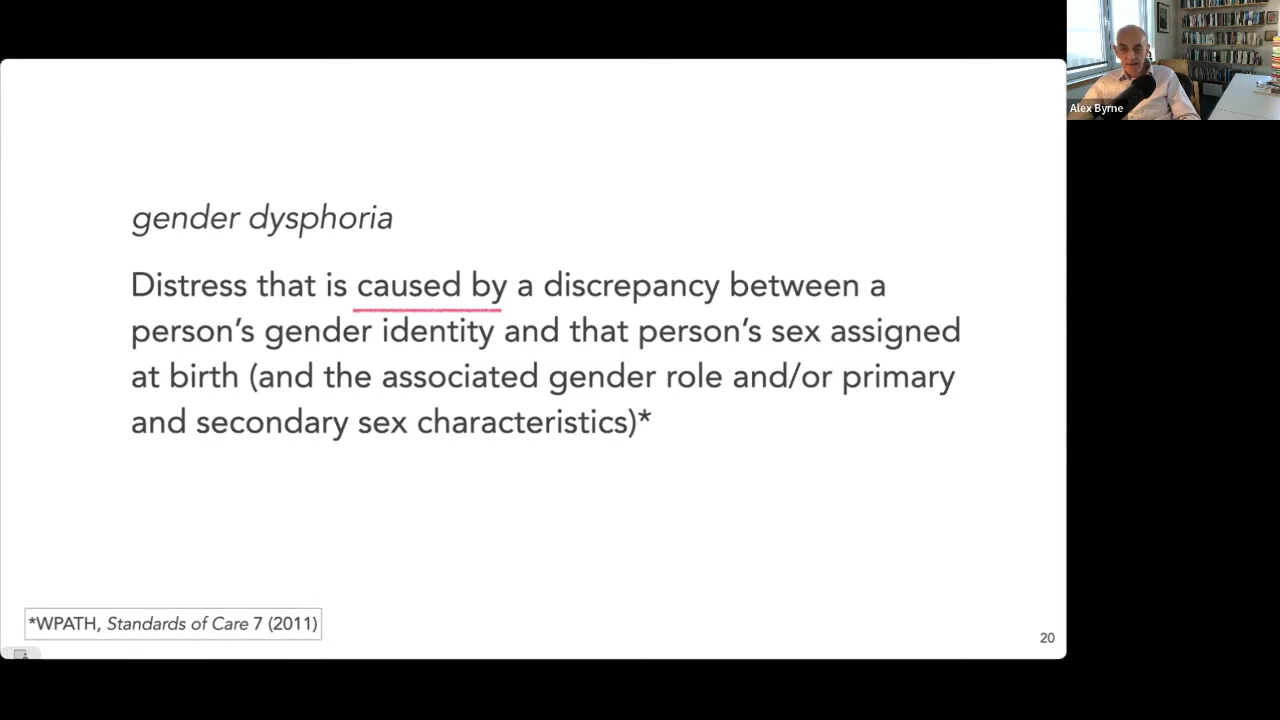 Alex Byrne
gender dysphoria
Distress that is caused by a discrepancy between a
person’s gender identity and that person’s sex assigned
at birth (and the associated gender role and/or primary
and secondary sex characteristics)*
*WPATH, Standards of Care 7 (2011)
20